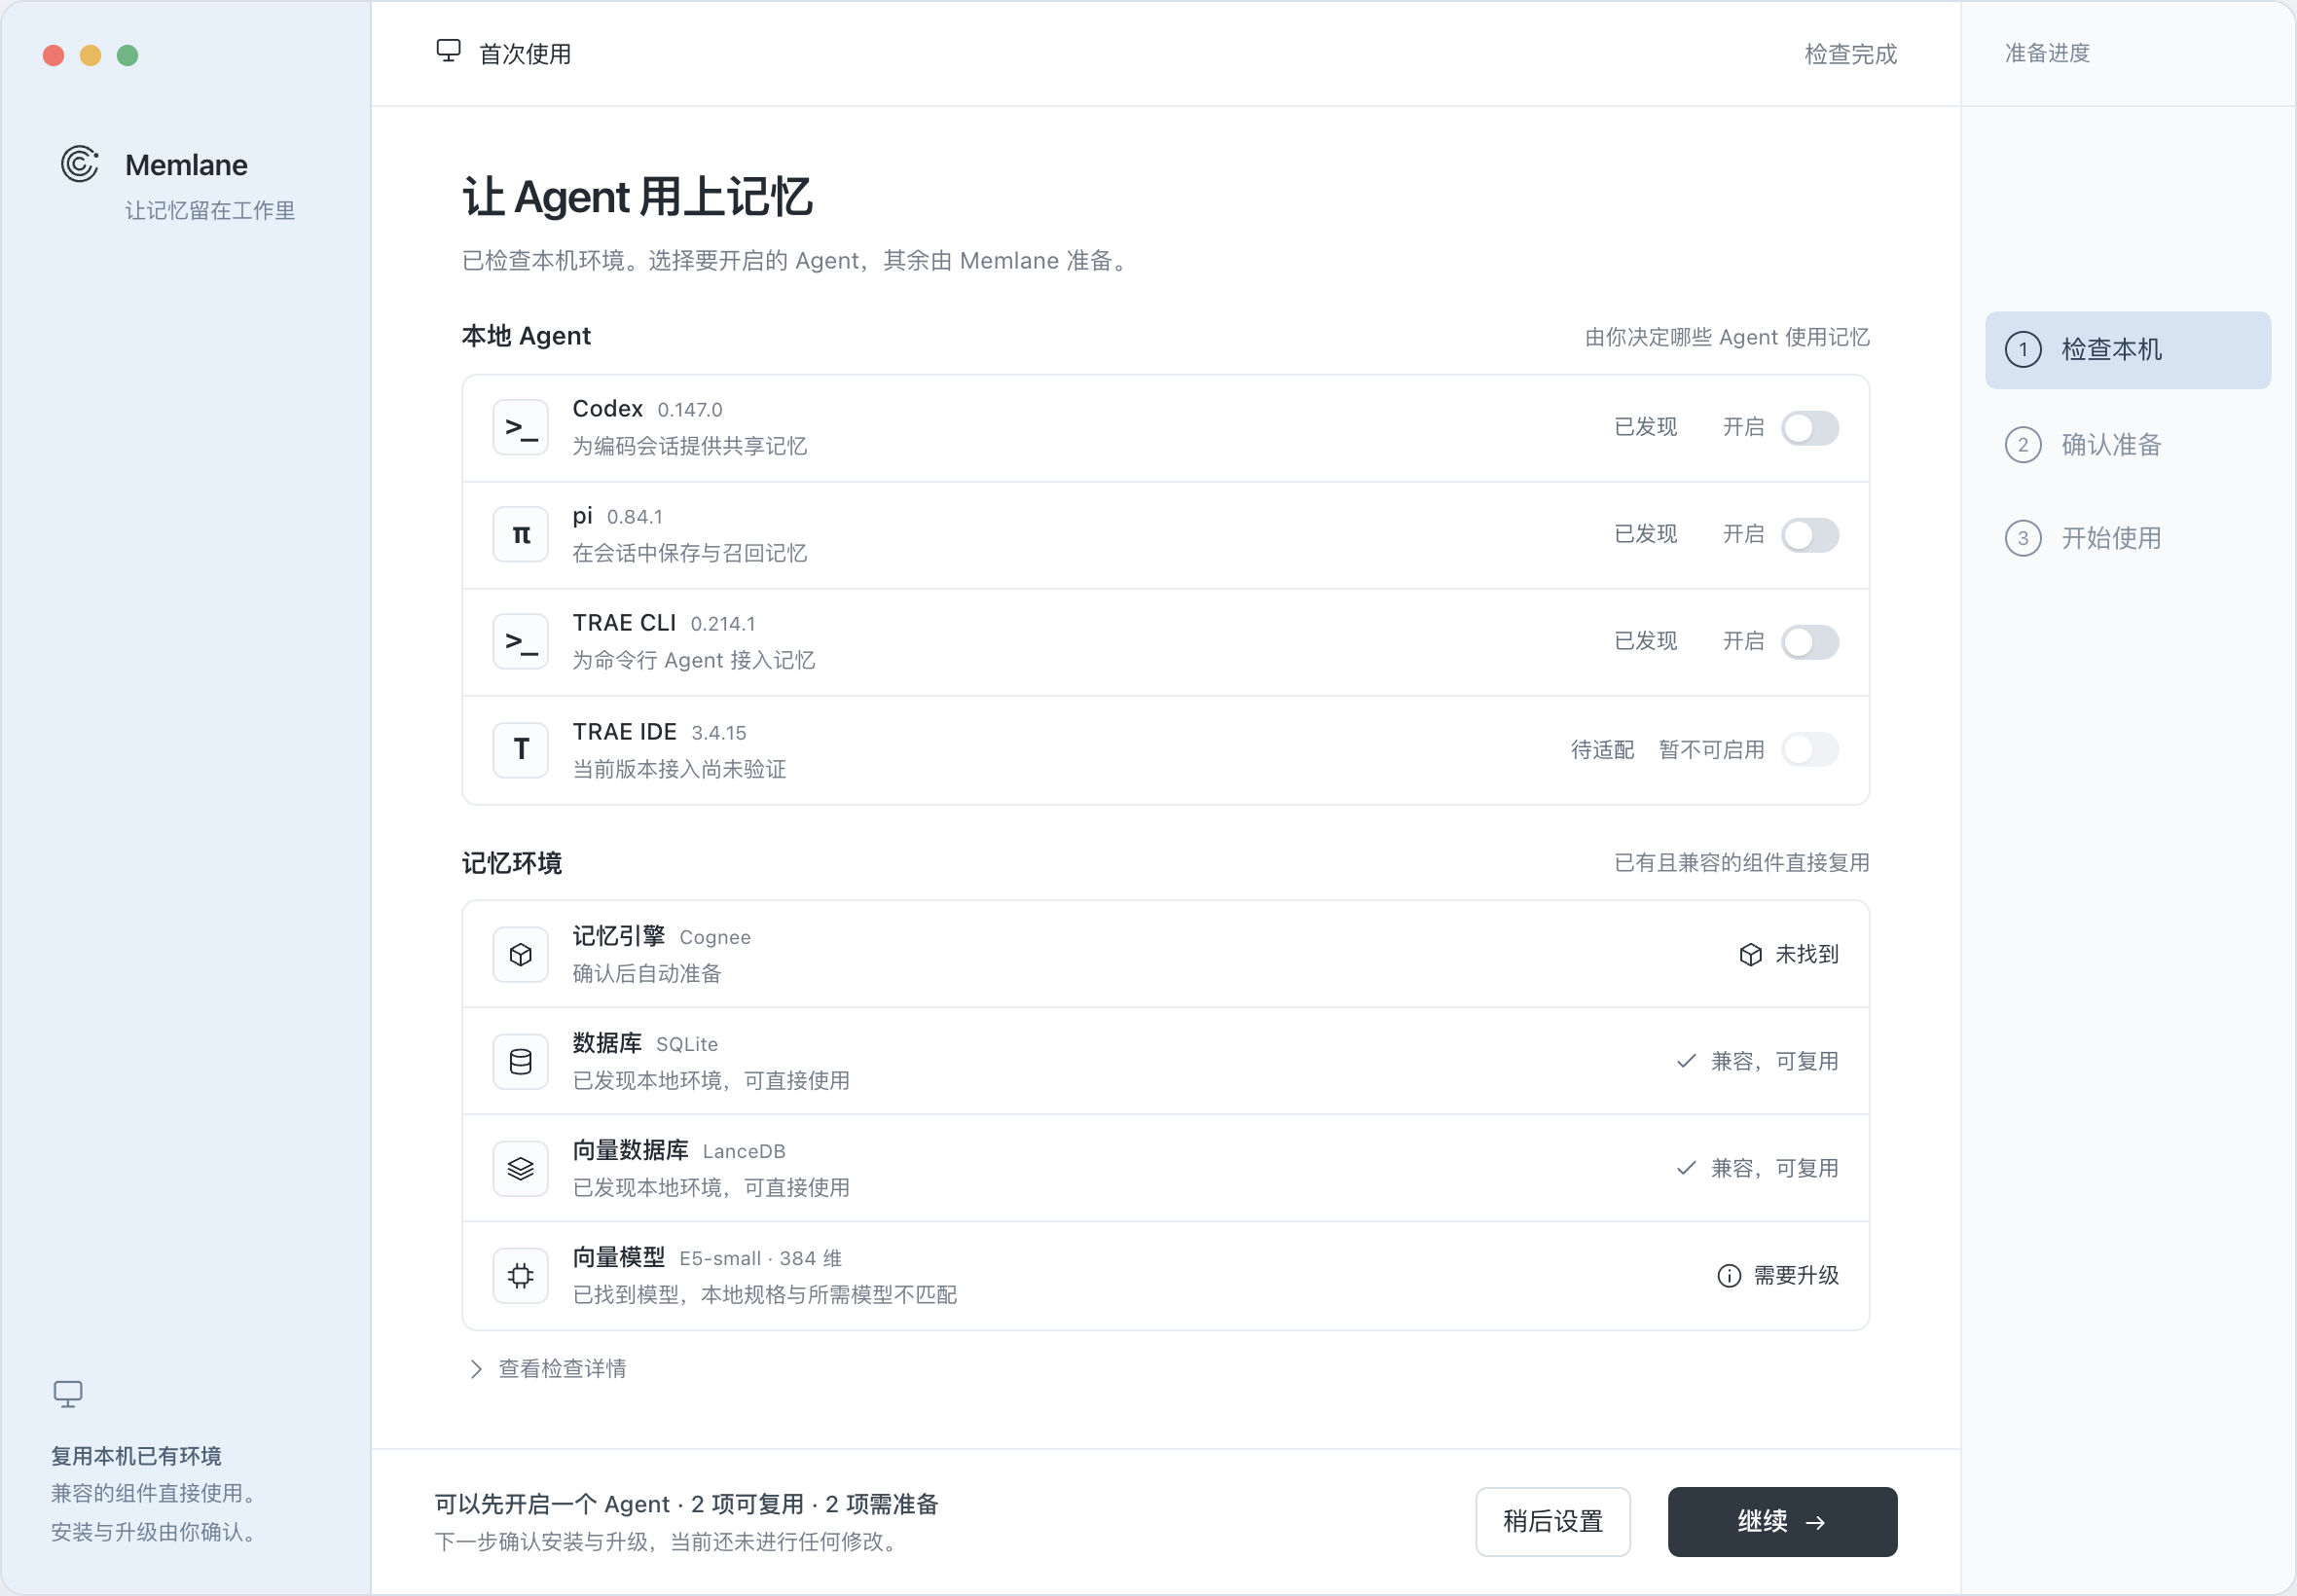 Memlane
让记忆留在工作里
复用本机已有环境
兼容的组件直接使用。
安装与升级由你确认。
首次使用
检查完成
让 Agent 用上记忆
已检查本机环境。选择要开启的 Agent，其余由 Memlane 准备。
本地 Agent
由你决定哪些 Agent 使用记忆
>_
Codex 0.147.0
为编码会话提供共享记忆
已发现 开启
π
pi 0.84.1
在会话中保存与召回记忆
已发现 开启
>_
TRAE CLI 0.214.1
为命令行 Agent 接入记忆
已发现 开启
T
TRAE IDE 3.4.15
当前版本接入尚未验证
待适配 暂不可启用
记忆环境
已有且兼容的组件直接复用
记忆引擎 Cognee
确认后自动准备
未找到
数据库 SQLite
已发现本地环境，可直接使用
兼容，可复用
向量数据库 LanceDB
已发现本地环境，可直接使用
兼容，可复用
向量模型 E5-small · 384 维
已找到模型，本地规格与所需模型不匹配
需要升级
查看检查详情
可以先开启一个 Agent · 2 项可复用 · 2 项需准备
下一步确认安装与升级，当前还未进行任何修改。
稍后设置
继续 →
准备进度
1 检查本机
2 确认准备
3 开始使用